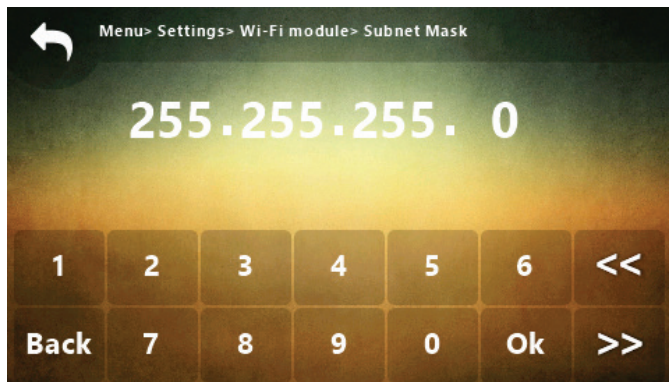 Menu> Settings> Wi-Fi module> Subnet Mask
255.255.255. 0
1 2 3 4 5 6 <<
Back 7 8 9 0 Ok >>